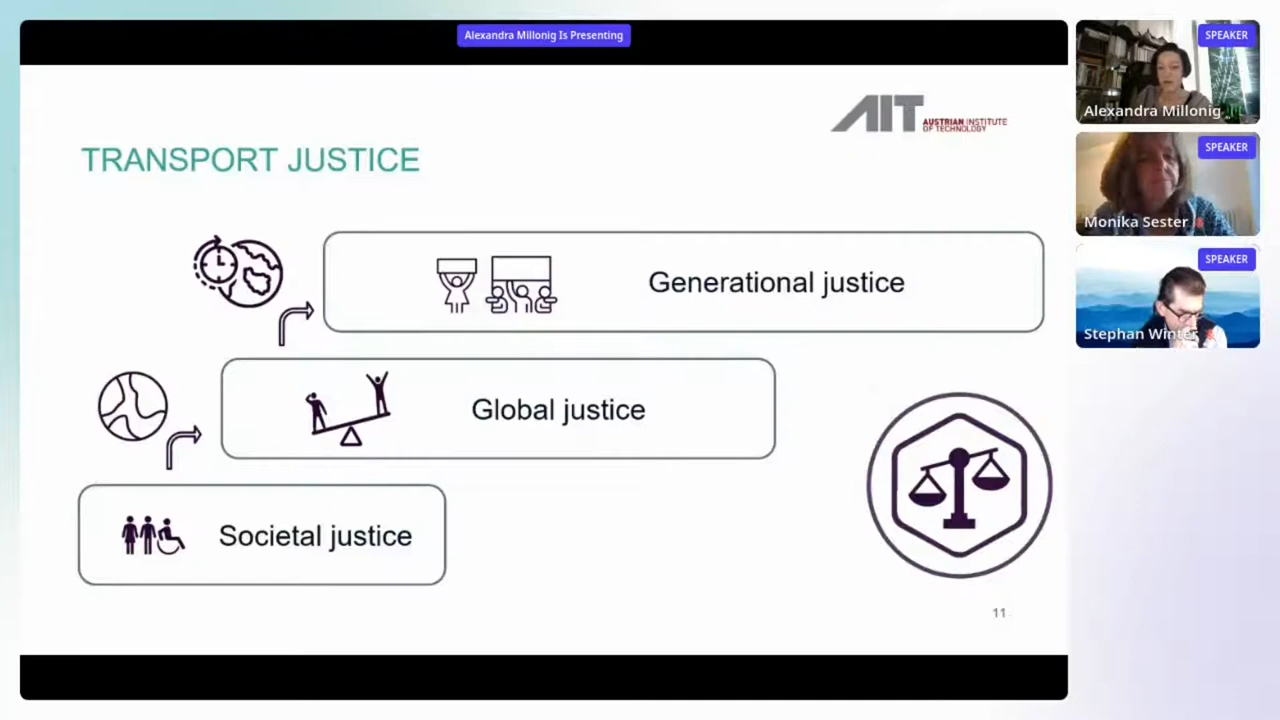 Alexandra Millonig Is Presenting
AIT
AUSTRIAN INSTITUTE
OF TECHNOLOGY
TRANSPORT JUSTICE
Generational justice
Global justice
Societal justice
11
SPEAKER
Alexandra Millonig
SPEAKER
Monika Sester
SPEAKER
Stephan Winter